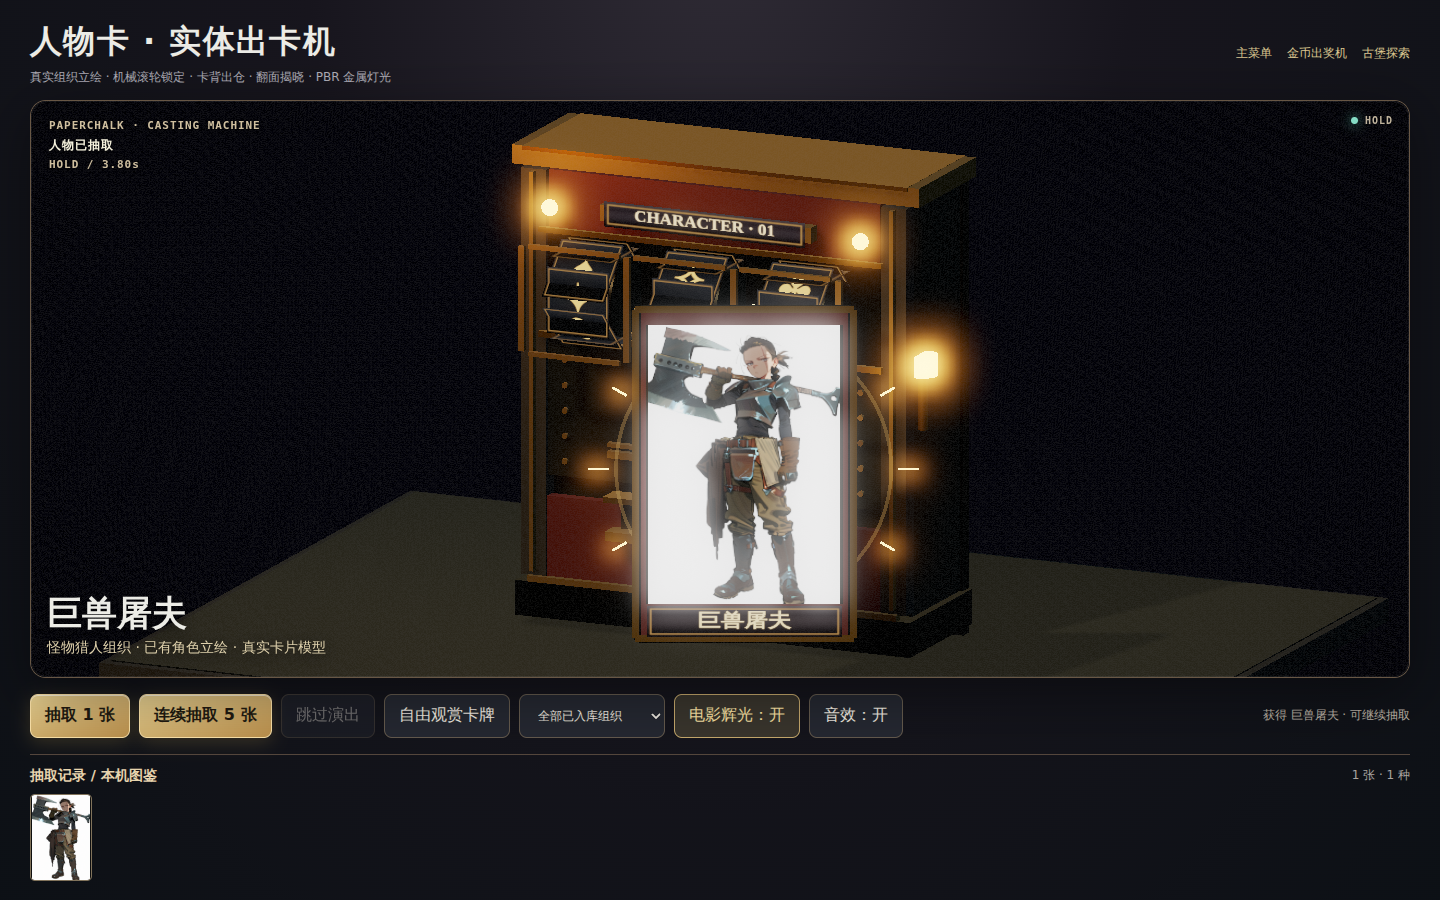 人物卡 · 实体出卡机
真实组织立绘 · 机械滚轮锁定 · 卡背出仓 · 翻面揭晓 · PBR 金属灯光
主菜单 金币出奖机 古堡探索
PAPERCHALK · CASTING MACHINE
人物已抽取
HOLD / 3.80s
HOLD
CHARACTER · 01
巨兽屠夫
巨兽屠夫
怪物猎人组织 · 已有角色立绘 · 真实卡片模型
抽取 1 张 连续抽取 5 张 跳过演出 自由观赏卡牌 全部已入库组织 电影辉光：开 音效：开 获得 巨兽屠夫 · 可继续抽取
抽取记录 / 本机图鉴 1 张 · 1 种